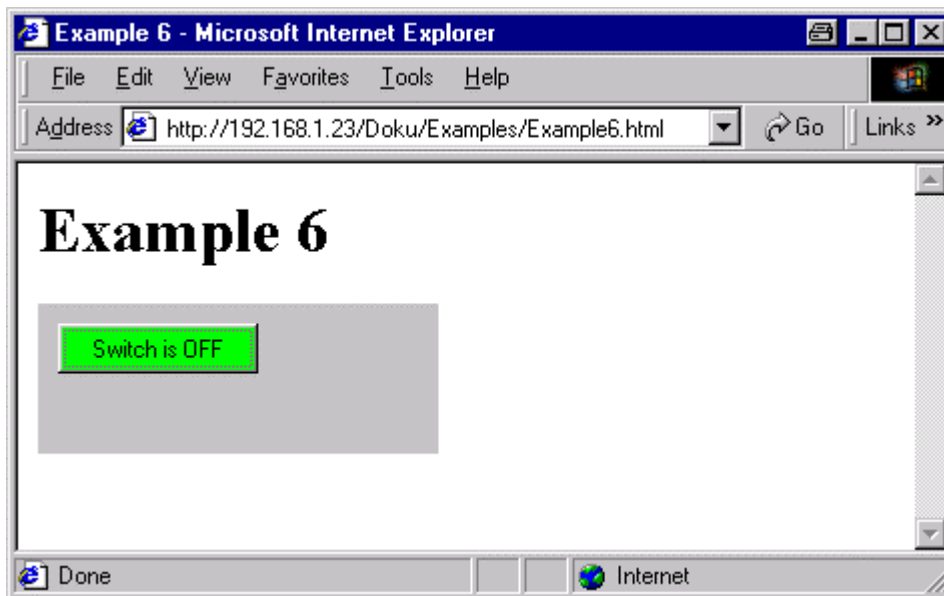 Example 6 - Microsoft Internet Explorer
File Edit View Favorites Tools Help
Address http://192.168.1.23/Doku/Examples/Example6.html Go Links »
Example 6
Switch is OFF
Done Internet